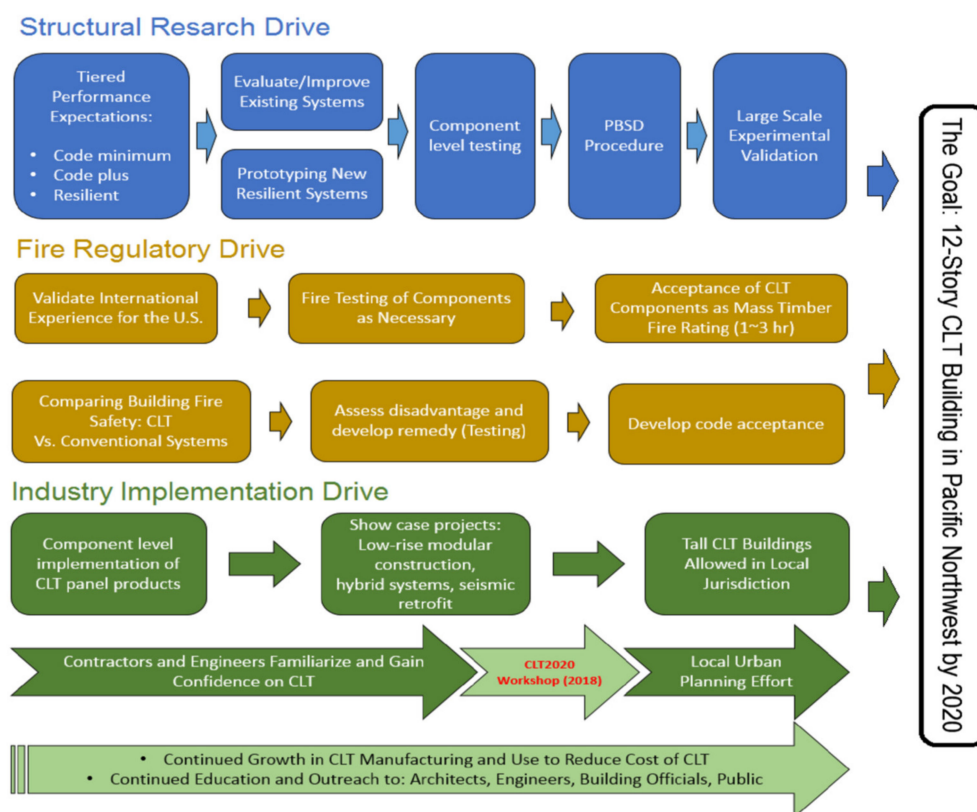 Structural Resarch Drive
Tiered
Performance
Expectations:
• Code minimum
• Code plus
• Resilient
Evaluate/Improve
Existing Systems
Prototyping New
Resilient Systems
Component
level testing
PBSD
Procedure
Large Scale
Experimental
Validation
Fire Regulatory Drive
Validate International
Experience for the U.S.
Fire Testing of Components
as Necessary
Acceptance of CLT
Components as Mass Timber
Fire Rating (1~3 hr)
Comparing Building Fire
Safety: CLT
Vs. Conventional Systems
Assess disadvantage and
develop remedy (Testing)
Develop code acceptance
Industry Implementation Drive
Component level
implementation of
CLT panel products
Show case projects:
Low-rise modular
construction,
hybrid systems, seismic
retrofit
Tall CLT Buildings
Allowed in Local
Jurisdiction
Contractors and Engineers Familiarize and Gain
Confidence on CLT
CLT2020
Workshop (2018)
Local Urban
Planning Effort
• Continued Growth in CLT Manufacturing and Use to Reduce Cost of CLT
• Continued Education and Outreach to: Architects, Engineers, Building Officials, Public
The Goal: 12-Story CLT Building in Pacific Northwest by 2020